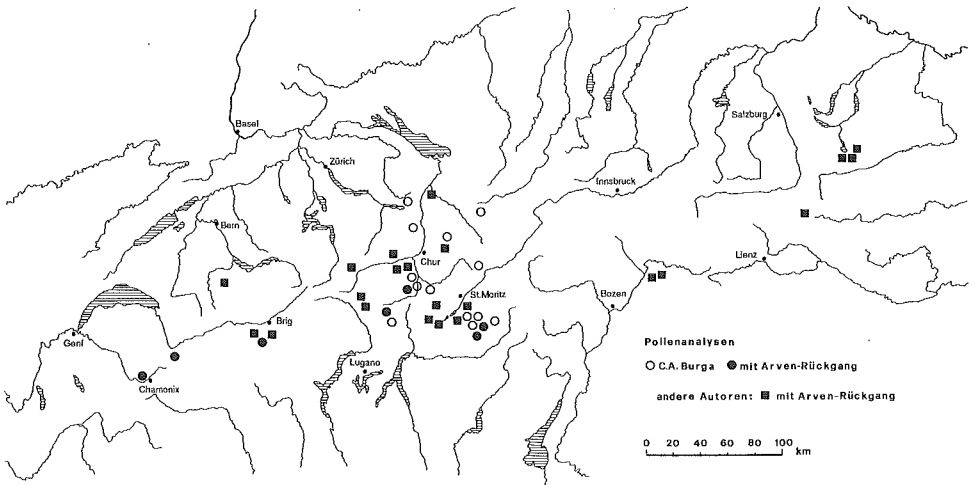 Basel
Zürich
Salzburg
Innsbruck
Bern
Chur
Lienz
St.Moritz
Bozen
Brig
Genf
Lugano
Chamonix
Pollenanalysen
C.A. Burga mit Arven-Rückgang
andere Autoren: mit Arven-Rückgang
0 20 40 60 80 100
km